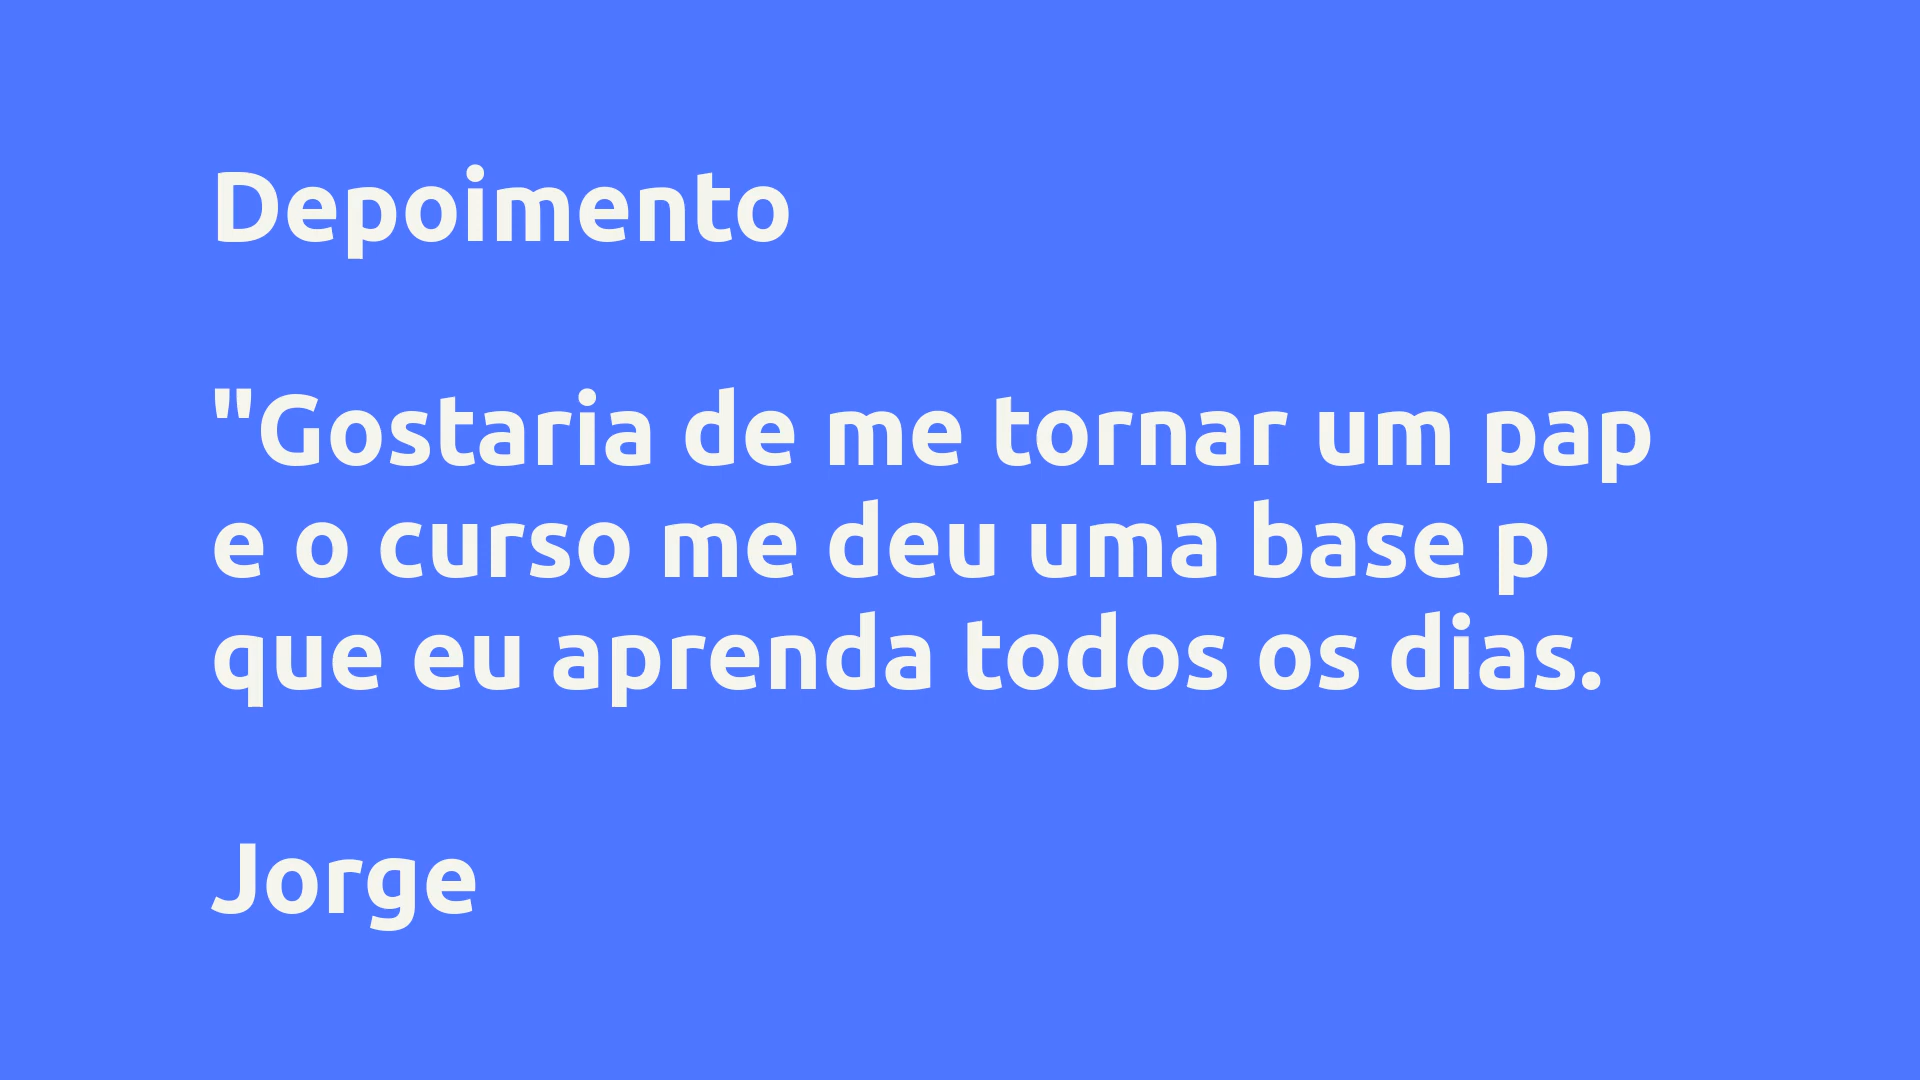 Depoimento
"Gostaria de me tornar um pap
e o curso me deu uma base p
que eu aprenda todos os dias.
Jorge